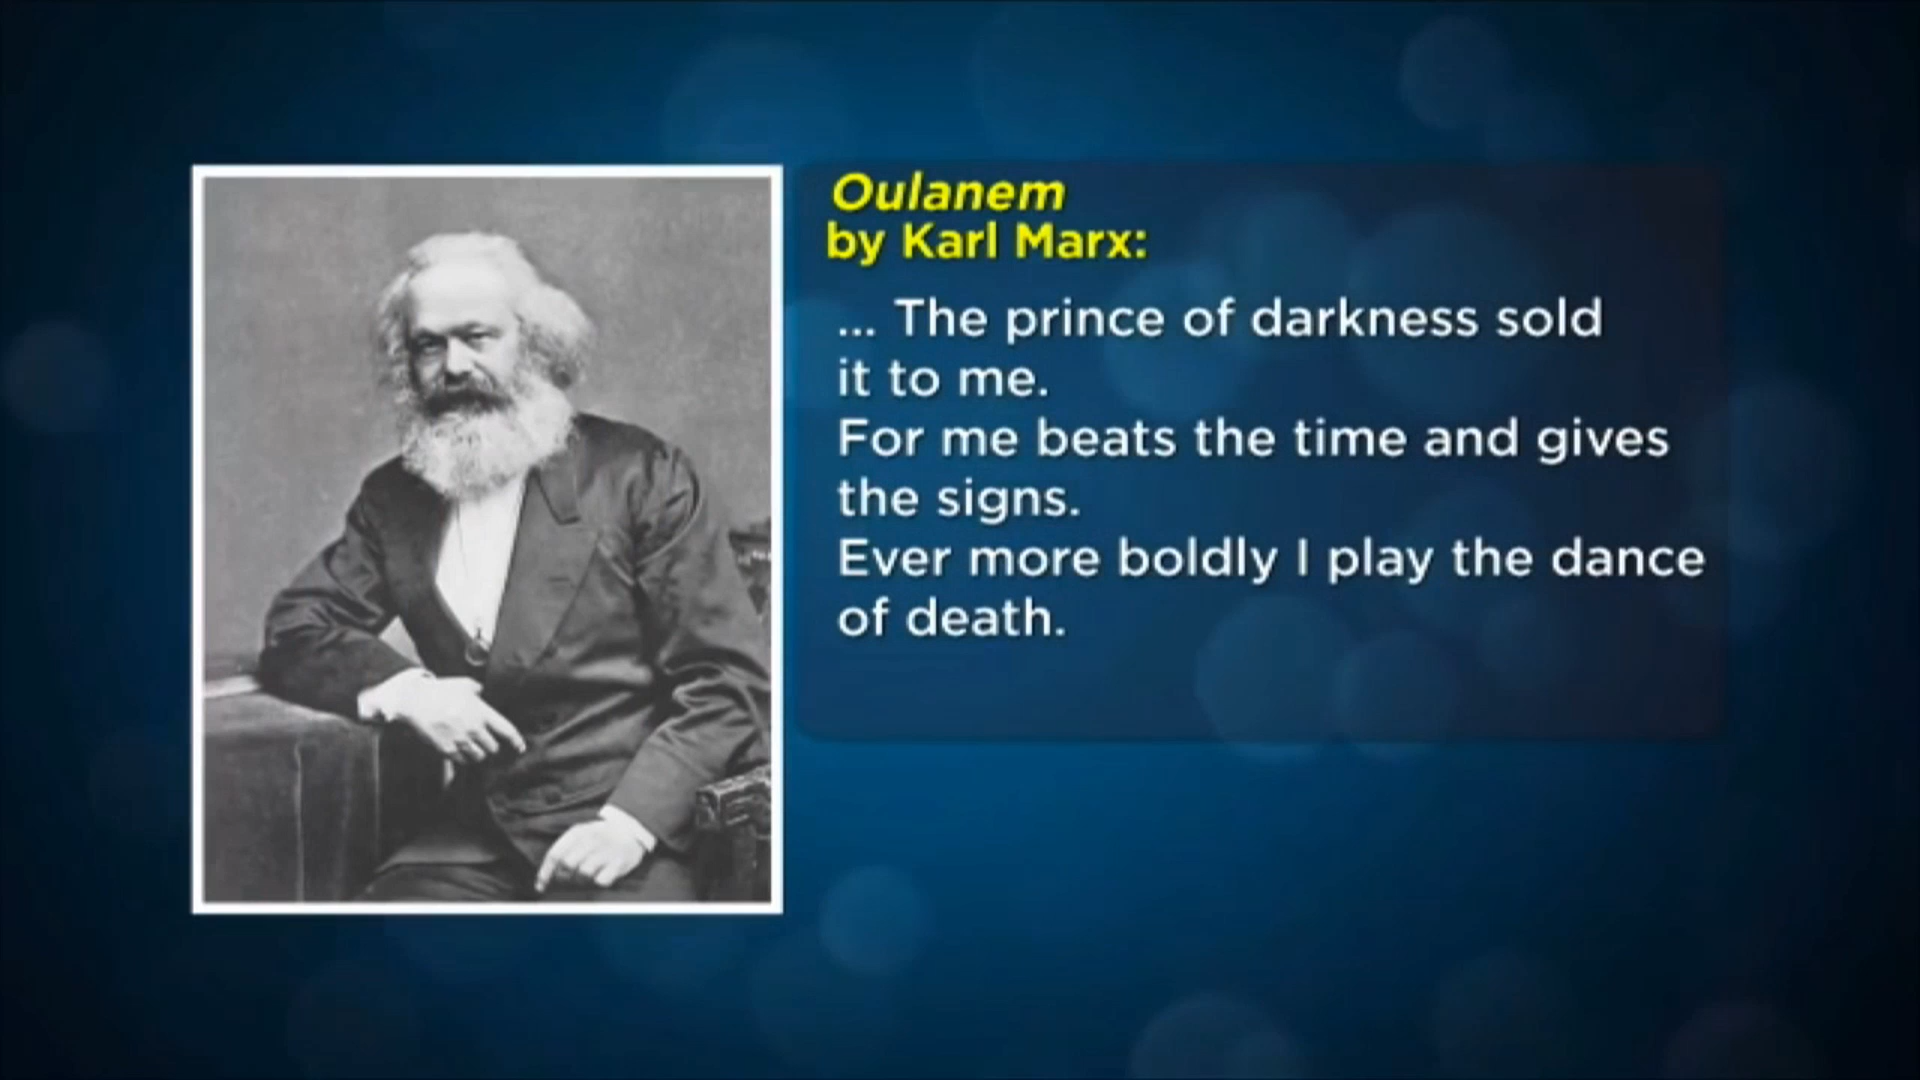 Oulanem
by Karl Marx:
... The prince of darkness sold
it to me.
For me beats the time and gives
the signs.
Ever more boldly I play the dance
of death.